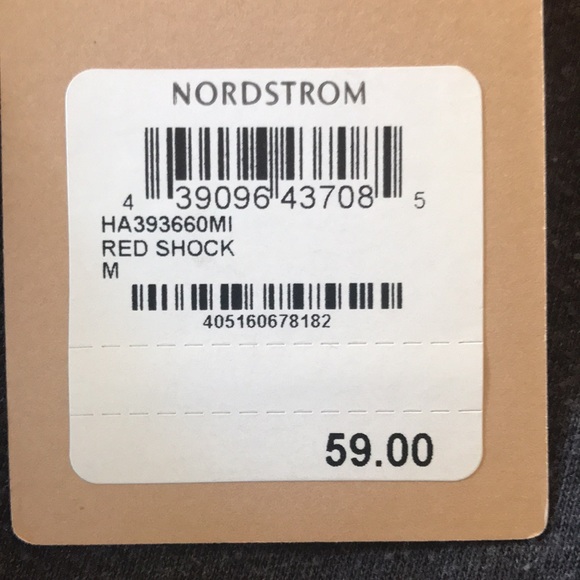 NORDSTROM
4 39096 43708 5
HA393660MI
RED SHOCK
M
405160678182
59.00